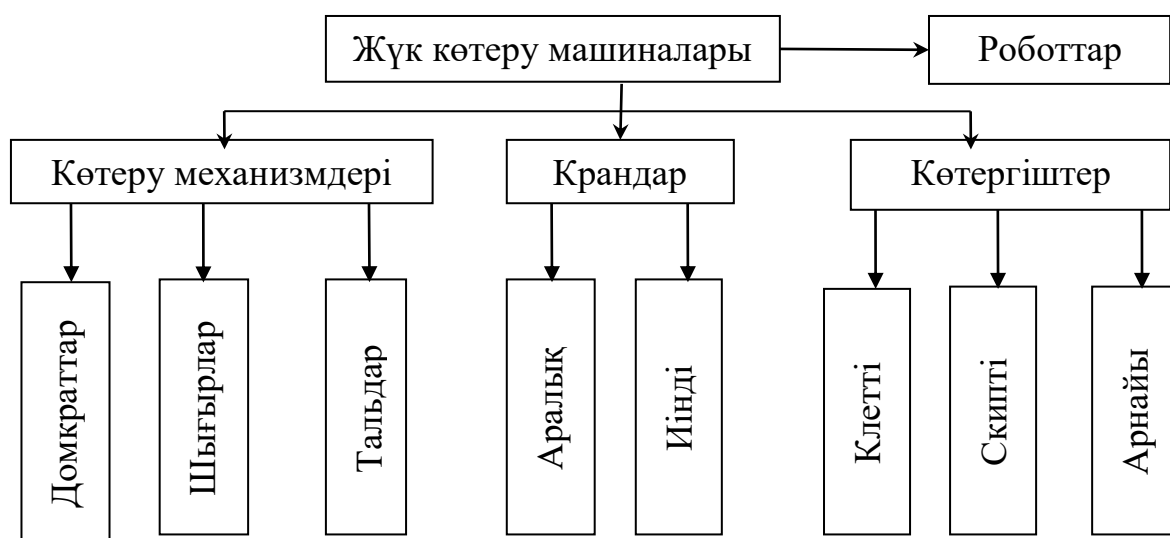 Жүк көтеру машиналары
Роботтар
Көтеру механизмдері
Крандар
Көтергіштер
Домкраттар
Шығырлар
Тальдар
Аралық
Иінді
Клетті
Скипті
Арнайы